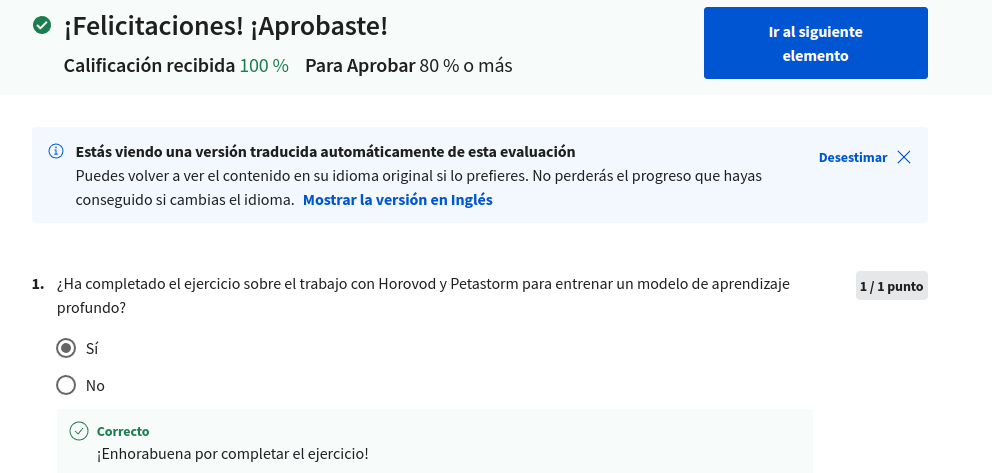 ¡Felicitaciones! ¡Aprobaste!
Calificación recibida 100 % Para Aprobar 80 % o más
Ir al siguiente
elemento
Estás viendo una versión traducida automáticamente de esta evaluación
Puedes volver a ver el contenido en su idioma original si lo prefieres. No perderás el progreso que hayas
conseguido si cambias el idioma. Mostrar la versión en Inglés
Desestimar
1. ¿Ha completado el ejercicio sobre el trabajo con Horovod y Petastorm para entrenar un modelo de aprendizaje
profundo?
1 / 1 punto
Sí
No
Correcto
¡Enhorabuena por completar el ejercicio!